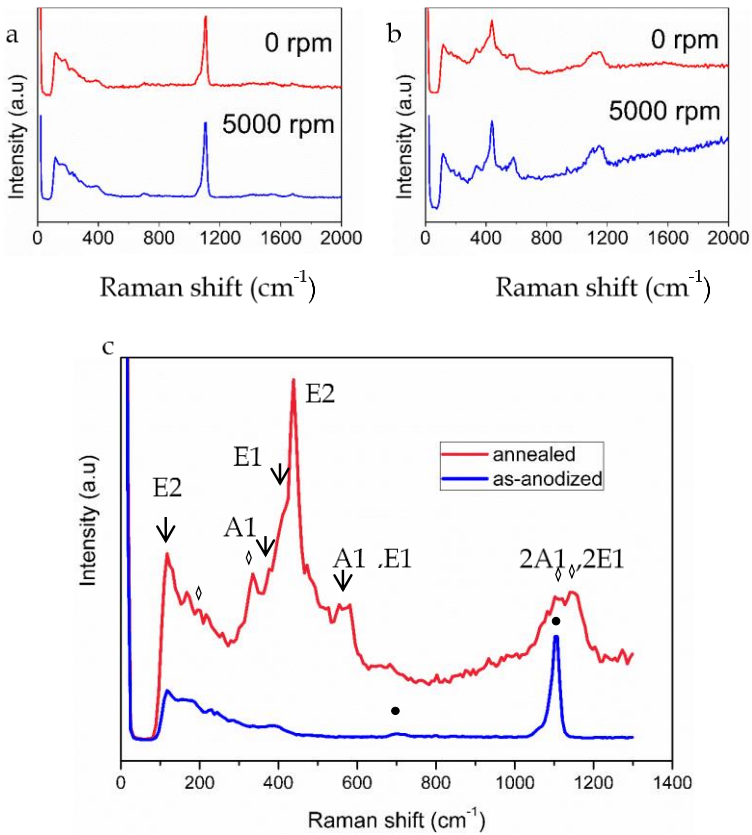 a
0 rpm
5000 rpm
Intensity (a.u)
0 400 800 1200 1600 2000
Raman shift (cm-1)
b
0 rpm
5000 rpm
Intensity (a.u)
0 400 800 1200 1600 2000
Raman shift (cm-1)
c
E2
E1
E2
A1
A1 ,E1
2A1 ,2E1
annealed
as-anodized
Intensity (a.u)
0 200 400 600 800 1000 1200 1400
Raman shift (cm-1)